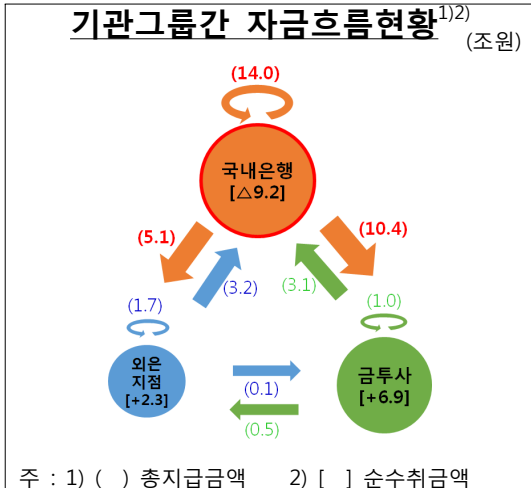 기관그룹간 자금흐름현황1)2)
(조원)
(14.0)
국내은행
[△9.2]
(5.1)
(10.4)
(3.2)
(3.1)
(1.7)
(1.0)
외은
지점
[+2.3]
금투사
[+6.9]
(0.1)
(0.5)
주 : 1) ( ) 총지급금액 2) [ ] 순수취금액